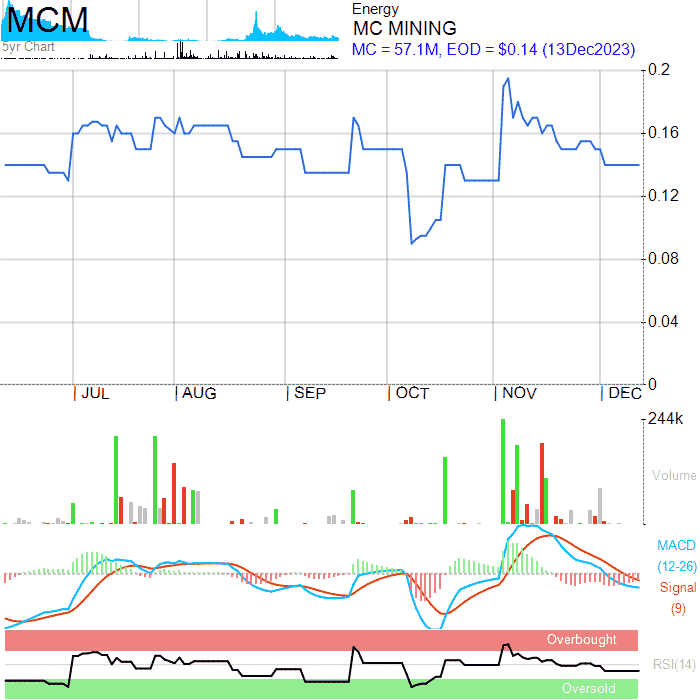 MCM
5yr Chart
Energy
MC MINING
MC = 57.1M, EOD = $0.14 (13Dec2023)
0.2
0.16
0.12
0.08
0.04
0
| JUL | AUG | SEP | OCT | NOV | DEC
244k
Volume
MACD
(12-26)
Signal
(9)
Overbought
RSI(14)
Oversold